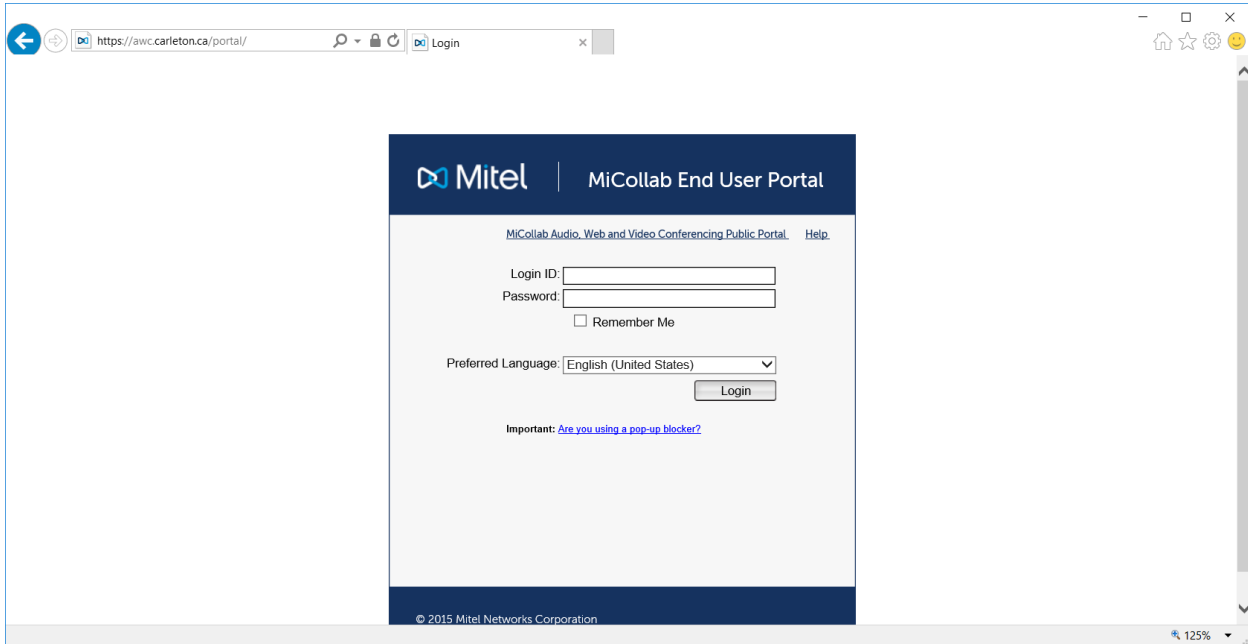 https://awc.carleton.ca/portal/
Login
Mitel
MiCollab End User Portal
MiCollab Audio, Web and Video Conferencing Public Portal
Help
Login ID:
Password:
Remember Me
Preferred Language: English (United States)
Login
Important: Are you using a pop-up blocker?
© 2015 Mitel Networks Corporation
125%